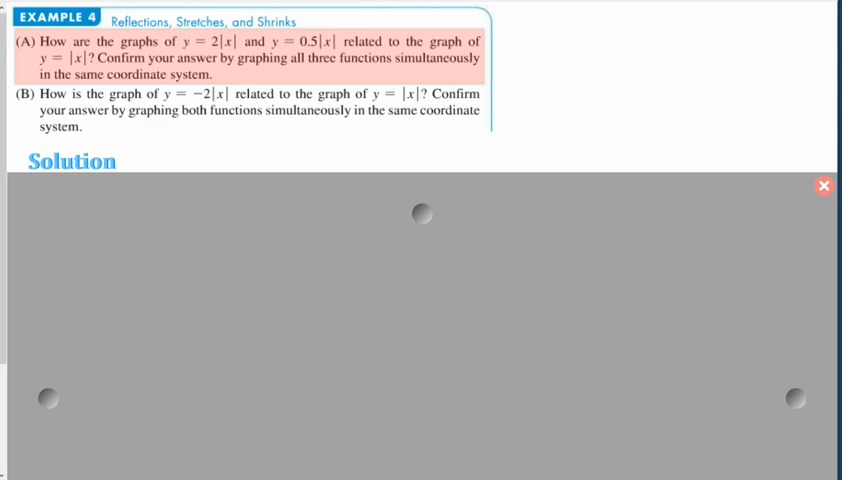 EXAMPLE 4 Reflections, Stretches, and Shrinks
(A) How are the graphs of y = 2|x| and y = 0.5|x| related to the graph of
y = |x|? Confirm your answer by graphing all three functions simultaneously
in the same coordinate system.
(B) How is the graph of y = −2|x| related to the graph of y = |x|? Confirm
your answer by graphing both functions simultaneously in the same coordinate
system.
Solution